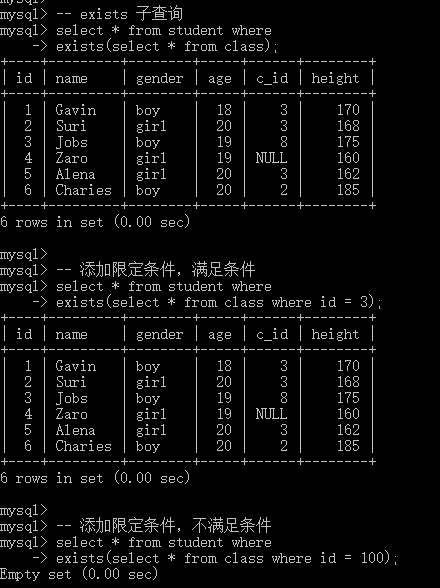 mysql>
mysql> -- exists 子查询
mysql> select * from student where
    -> exists(select * from class);
+----+---------+--------+-----+------+--------+
| id | name    | gender | age | c_id | height |
+----+---------+--------+-----+------+--------+
|  1 | Gavin   | boy    |  18 |    3 |    170 |
|  2 | Suri    | girl   |  20 |    3 |    168 |
|  3 | Jobs    | boy    |  19 |    8 |    175 |
|  4 | Zaro    | girl   |  19 | NULL |    160 |
|  5 | Alena   | girl   |  20 |    3 |    162 |
|  6 | Charies | boy    |  20 |    2 |    185 |
+----+---------+--------+-----+------+--------+
6 rows in set (0.00 sec)
mysql>
mysql> -- 添加限定条件，满足条件
mysql> select * from student where
    -> exists(select * from class where id = 3);
+----+---------+--------+-----+------+--------+
| id | name    | gender | age | c_id | height |
+----+---------+--------+-----+------+--------+
|  1 | Gavin   | boy    |  18 |    3 |    170 |
|  2 | Suri    | girl   |  20 |    3 |    168 |
|  3 | Jobs    | boy    |  19 |    8 |    175 |
|  4 | Zaro    | girl   |  19 | NULL |    160 |
|  5 | Alena   | girl   |  20 |    3 |    162 |
|  6 | Charies | boy    |  20 |    2 |    185 |
+----+---------+--------+-----+------+--------+
6 rows in set (0.00 sec)
mysql>
mysql> -- 添加限定条件，不满足条件
mysql> select * from student where
    -> exists(select * from class where id = 100);
Empty set (0.00 sec)